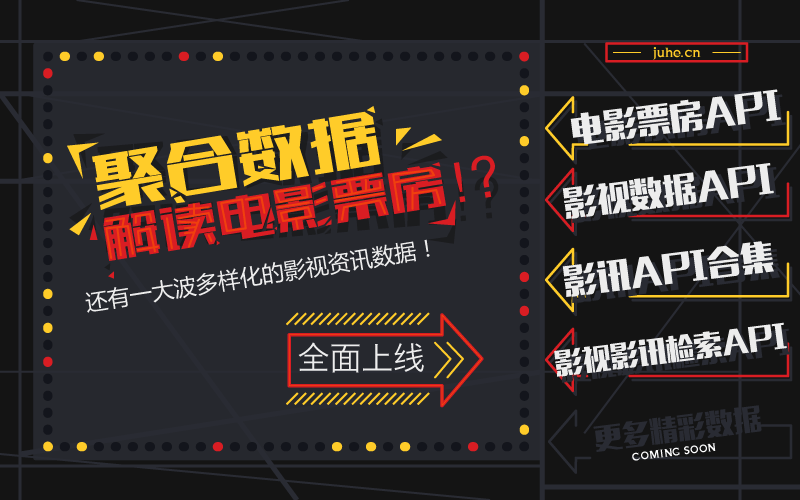 聚合数据
解读电影票房!?
还有一大波多样化的影视资讯数据！
全面上线
juhe.cn
电影票房API
影视数据API
影讯API合集
影视影讯检索API
更多精彩数据
COMING SOON